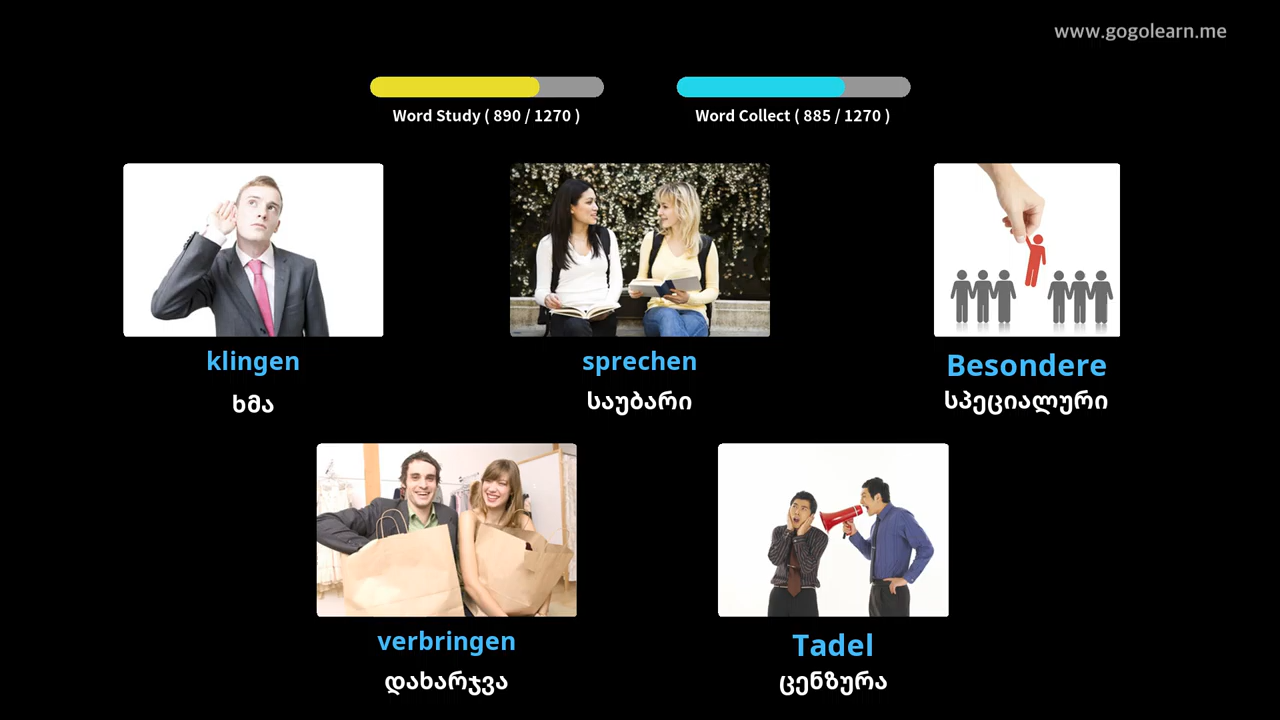 www.gogolearn.me
Word Study ( 890 / 1270 )
Word Collect ( 885 / 1270 )
klingen
ხმა
sprechen
საუბარი
Besondere
სპეციალური
verbringen
დახარჯვა
Tadel
ცენზურა